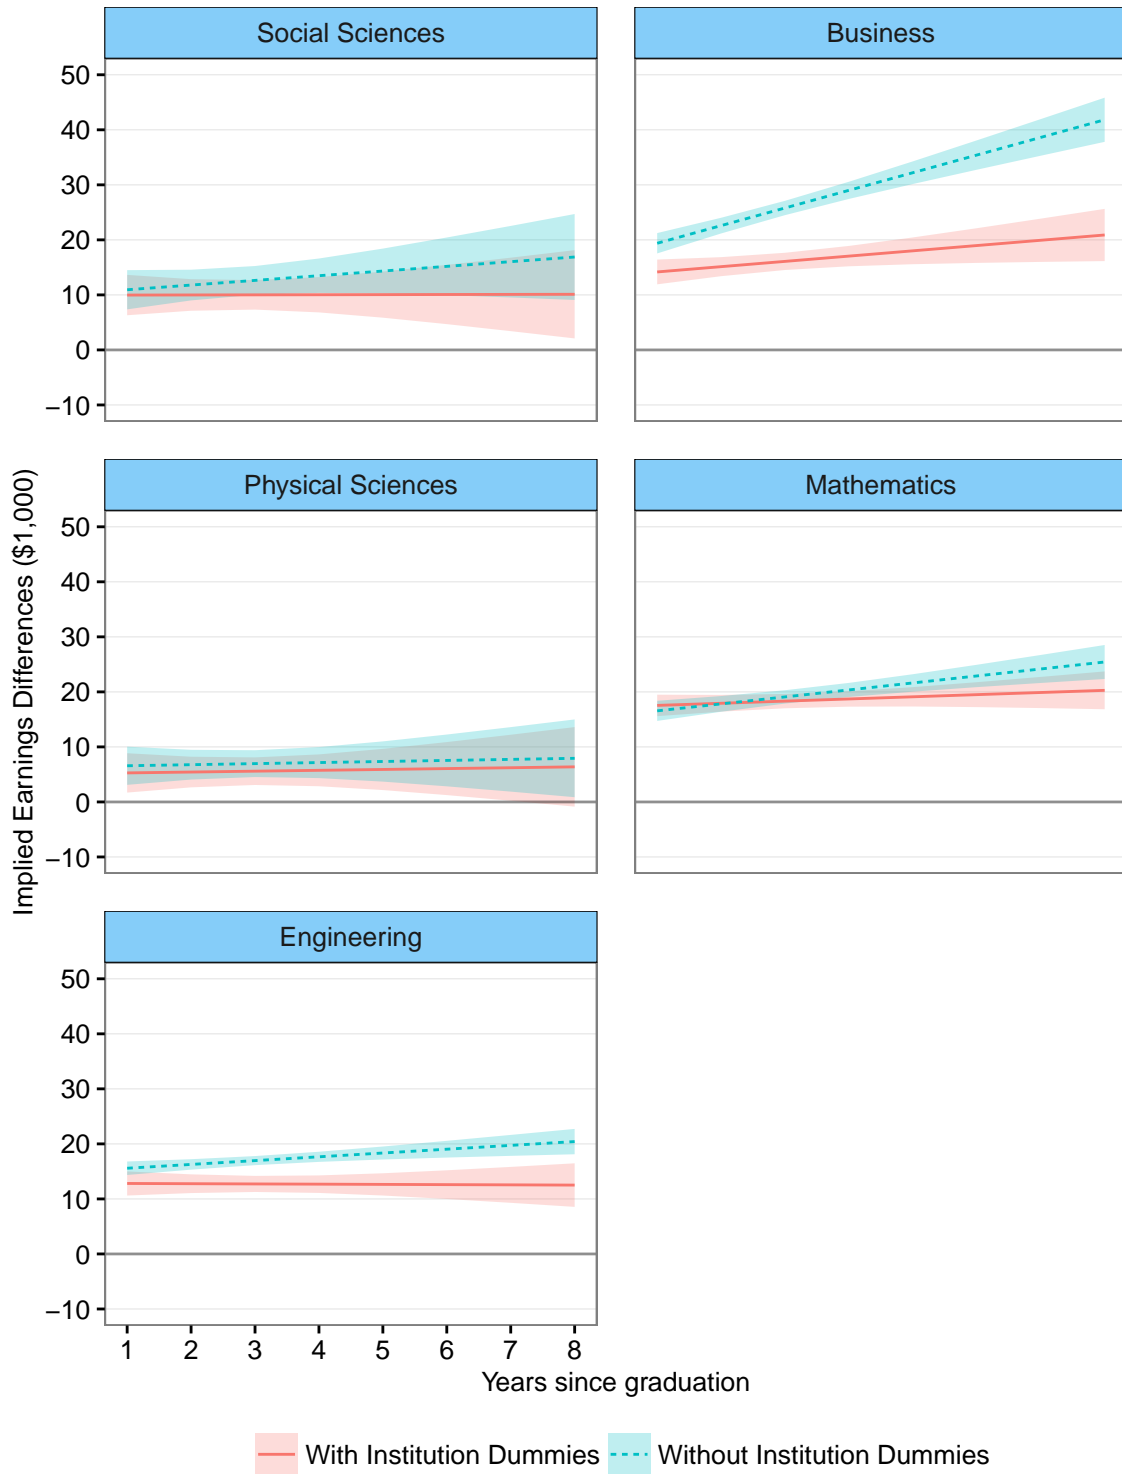 Social Sciences
Business
50
40
30
20
10
0
−10
Physical Sciences
Mathematics
50
40
30
20
10
0
−10
Implied Earnings Differences ($1,000)
Engineering
50
40
30
20
10
0
−10
1 2 3 4 5 6 7 8
Years since graduation
With Institution Dummies Without Institution Dummies